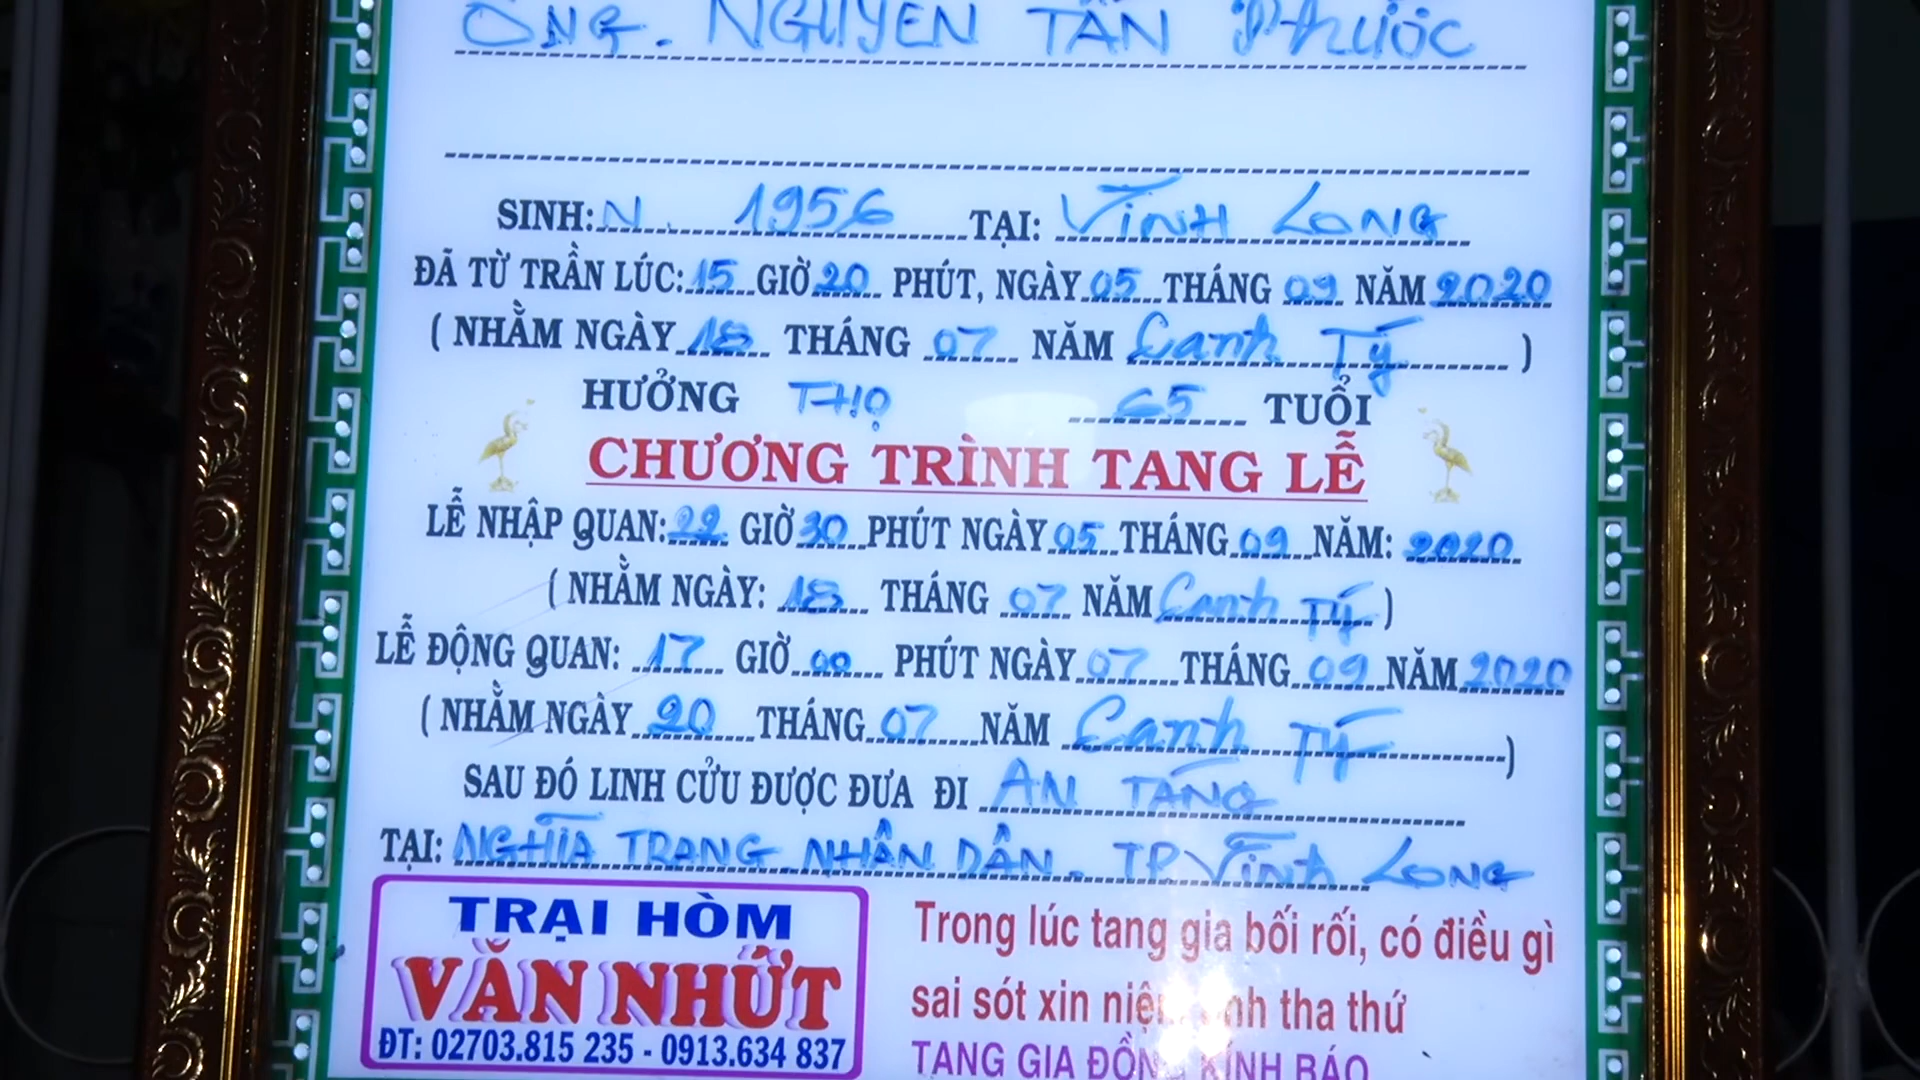 Ông. NGUYỄN TẤN Phước
SINH: N 1956 TẠI: VĨNH LONG
ĐÃ TỪ TRẦN LÚC: 15 GIỜ 20 PHÚT, NGÀY 05 THÁNG 09 NĂM 2020
( NHẰM NGÀY 18 THÁNG 07 NĂM Canh Tý )
HƯỞNG THỌ 65 TUỔI
CHƯƠNG TRÌNH TANG LỄ
LỄ NHẬP QUAN: 22 GIỜ 30 PHÚT NGÀY 05 THÁNG 09 NĂM: 2020
( NHẰM NGÀY: 18 THÁNG 07 NĂM Canh Tý )
LỄ ĐỘNG QUAN: 17 GIỜ 00 PHÚT NGÀY 07 THÁNG 09 NĂM 2020
( NHẰM NGÀY 20 THÁNG 07 NĂM Canh Tý )
SAU ĐÓ LINH CỬU ĐƯỢC ĐƯA ĐI AN TÁNG
TẠI: NGHĨA TRANG NHÂN DÂN. TP Vĩnh LONG
TRẠI HÒM
VĂN NHỨT
ĐT: 02703.815 235 - 0913.634 837
Trong lúc tang gia bối rối, có điều gì
sai sót xin niệm tình tha thứ
TANG GIA ĐỒNG KÍNH BÁO